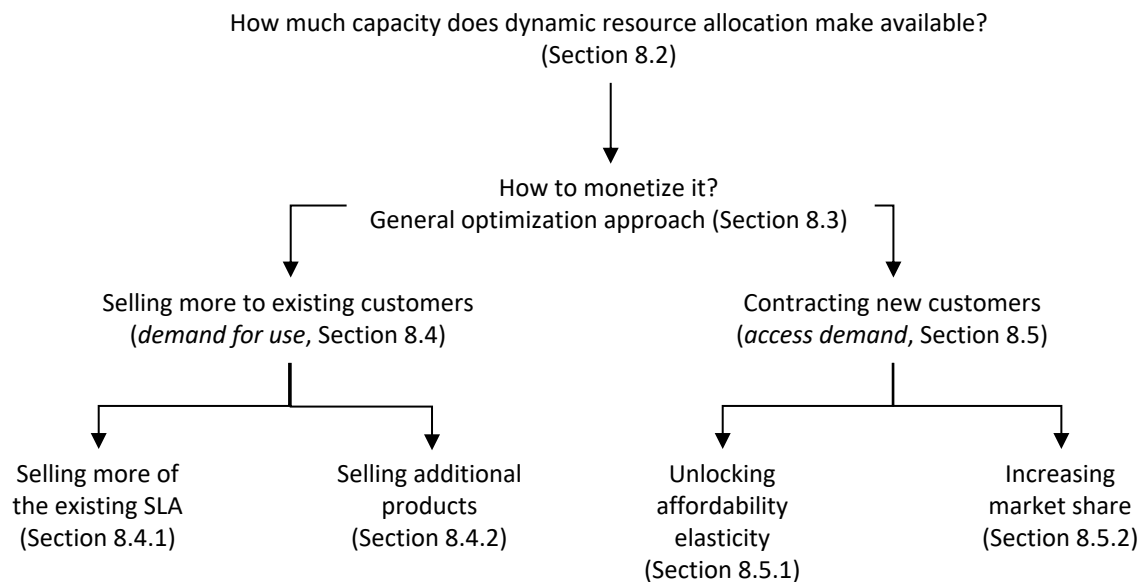 How much capacity does dynamic resource allocation make available?
(Section 8.2)
How to monetize it?
General optimization approach (Section 8.3)
Selling more to existing customers
(demand for use, Section 8.4)
Contracting new customers
(access demand, Section 8.5)
Selling more of
the existing SLA
(Section 8.4.1)
Selling additional
products
(Section 8.4.2)
Unlocking
affordability
elasticity
(Section 8.5.1)
Increasing
market share
(Section 8.5.2)